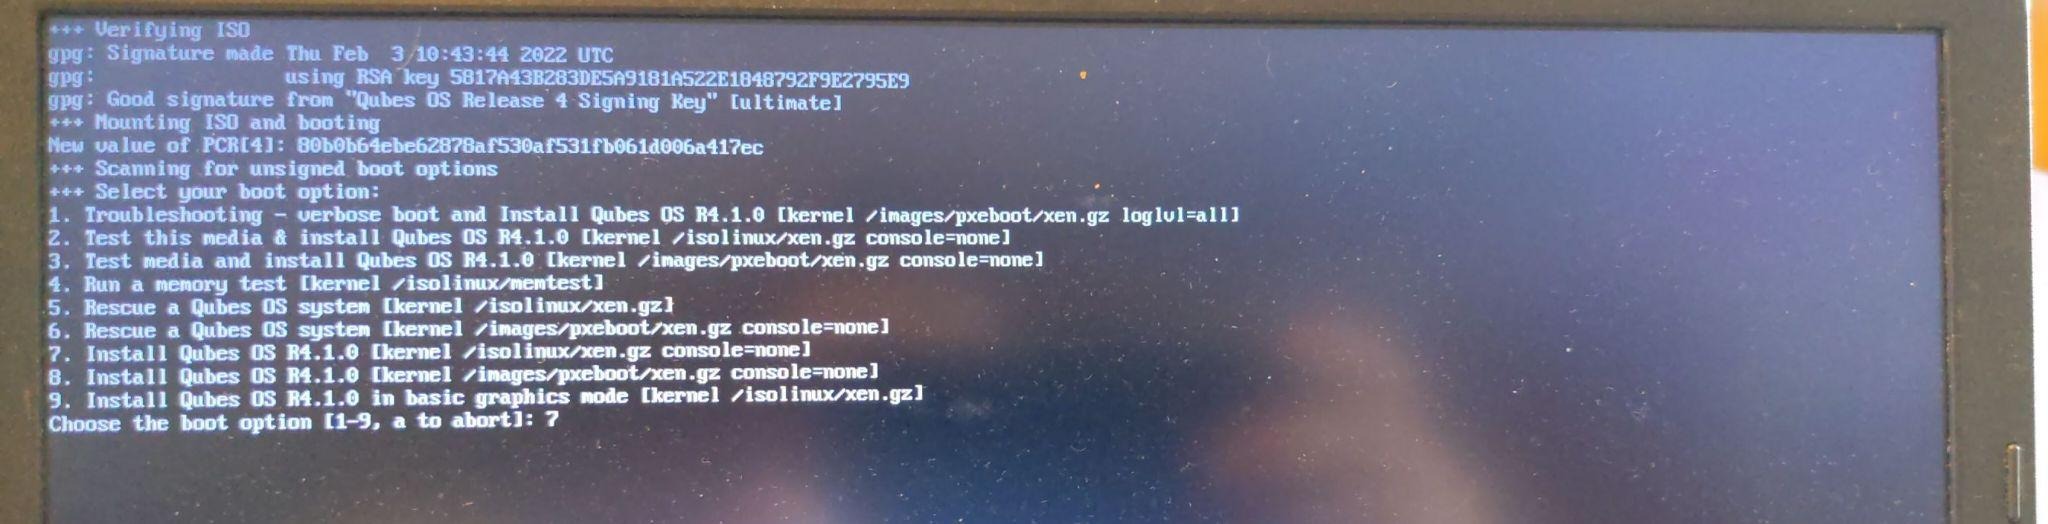 +++ Verifying ISO
gpg: Signature made Thu Feb  3 10:43:44 2022 UTC
gpg:                using RSA key 5817A43B283DE5A9181A522E1848792F9E2795E9
gpg: Good signature from "Qubes OS Release 4 Signing Key" [ultimate]
+++ Mounting ISO and booting
New value of PCR[4]: 80b0b64ebe62878af530af531fb061d006a417ec
+++ Scanning for unsigned boot options
+++ Select your boot option:
1. Troubleshooting - verbose boot and Install Qubes OS R4.1.0 [kernel /images/pxeboot/xen.gz loglvl=all]
2. Test this media & install Qubes OS R4.1.0 [kernel /isolinux/xen.gz console=none]
3. Test media and install Qubes OS R4.1.0 [kernel /images/pxeboot/xen.gz console=none]
4. Run a memory test [kernel /isolinux/memtest]
5. Rescue a Qubes OS system [kernel /isolinux/xen.gz]
6. Rescue a Qubes OS system [kernel /images/pxeboot/xen.gz console=none]
7. Install Qubes OS R4.1.0 [kernel /isolinux/xen.gz console=none]
8. Install Qubes OS R4.1.0 [kernel /images/pxeboot/xen.gz console=none]
9. Install Qubes OS R4.1.0 in basic graphics mode [kernel /isolinux/xen.gz]
Choose the boot option [1-9, a to abort]: 7